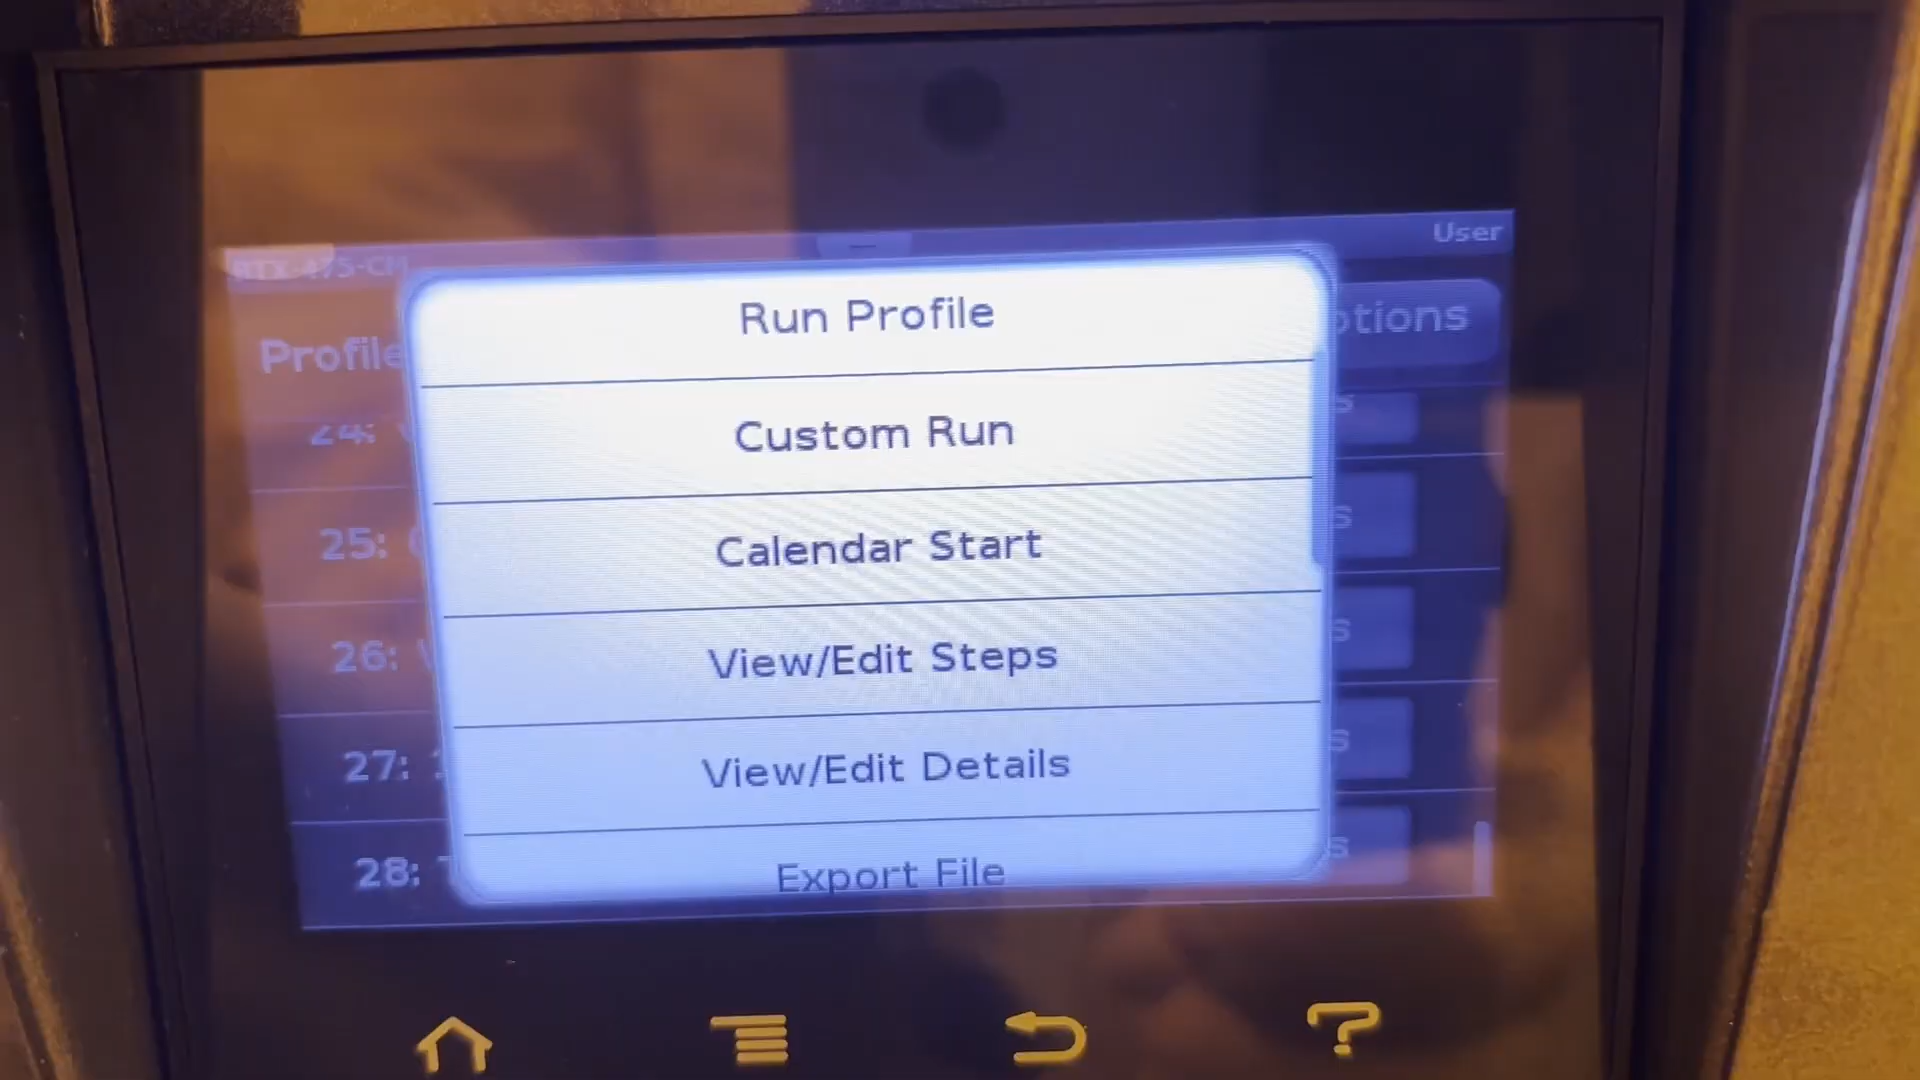 User
Profile
Run Profile
Custom Run
Calendar Start
View/Edit Steps
View/Edit Details
Export File
24:
25:
26:
27:
28: